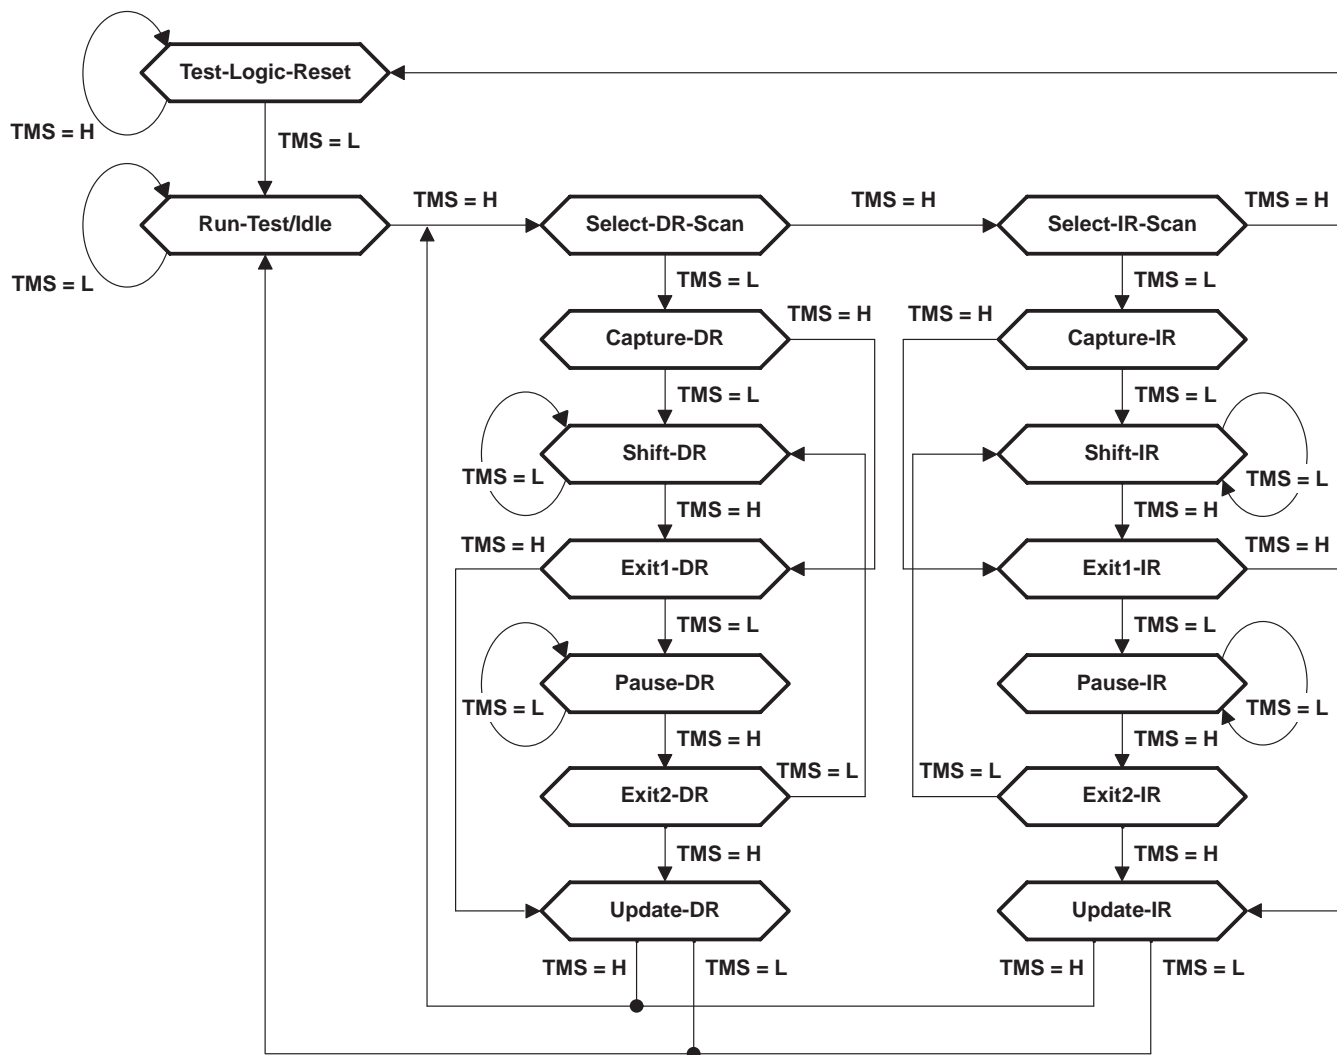 Test-Logic-Reset
TMS = H
TMS = L
Run-Test/Idle
TMS = L
TMS = H
Select-DR-Scan
TMS = H
Select-IR-Scan
TMS = H
TMS = L
TMS = L
Capture-DR
TMS = H
TMS = H
Capture-IR
TMS = L
TMS = L
Shift-DR
TMS = L
Shift-IR
TMS = L
TMS = H
TMS = H
TMS = H
Exit1-DR
Exit1-IR
TMS = H
TMS = L
TMS = L
Pause-DR
TMS = L
Pause-IR
TMS = L
TMS = H
TMS = H
Exit2-DR
TMS = L
TMS = L
Exit2-IR
TMS = H
TMS = H
Update-DR
Update-IR
TMS = H
TMS = L
TMS = H
TMS = L